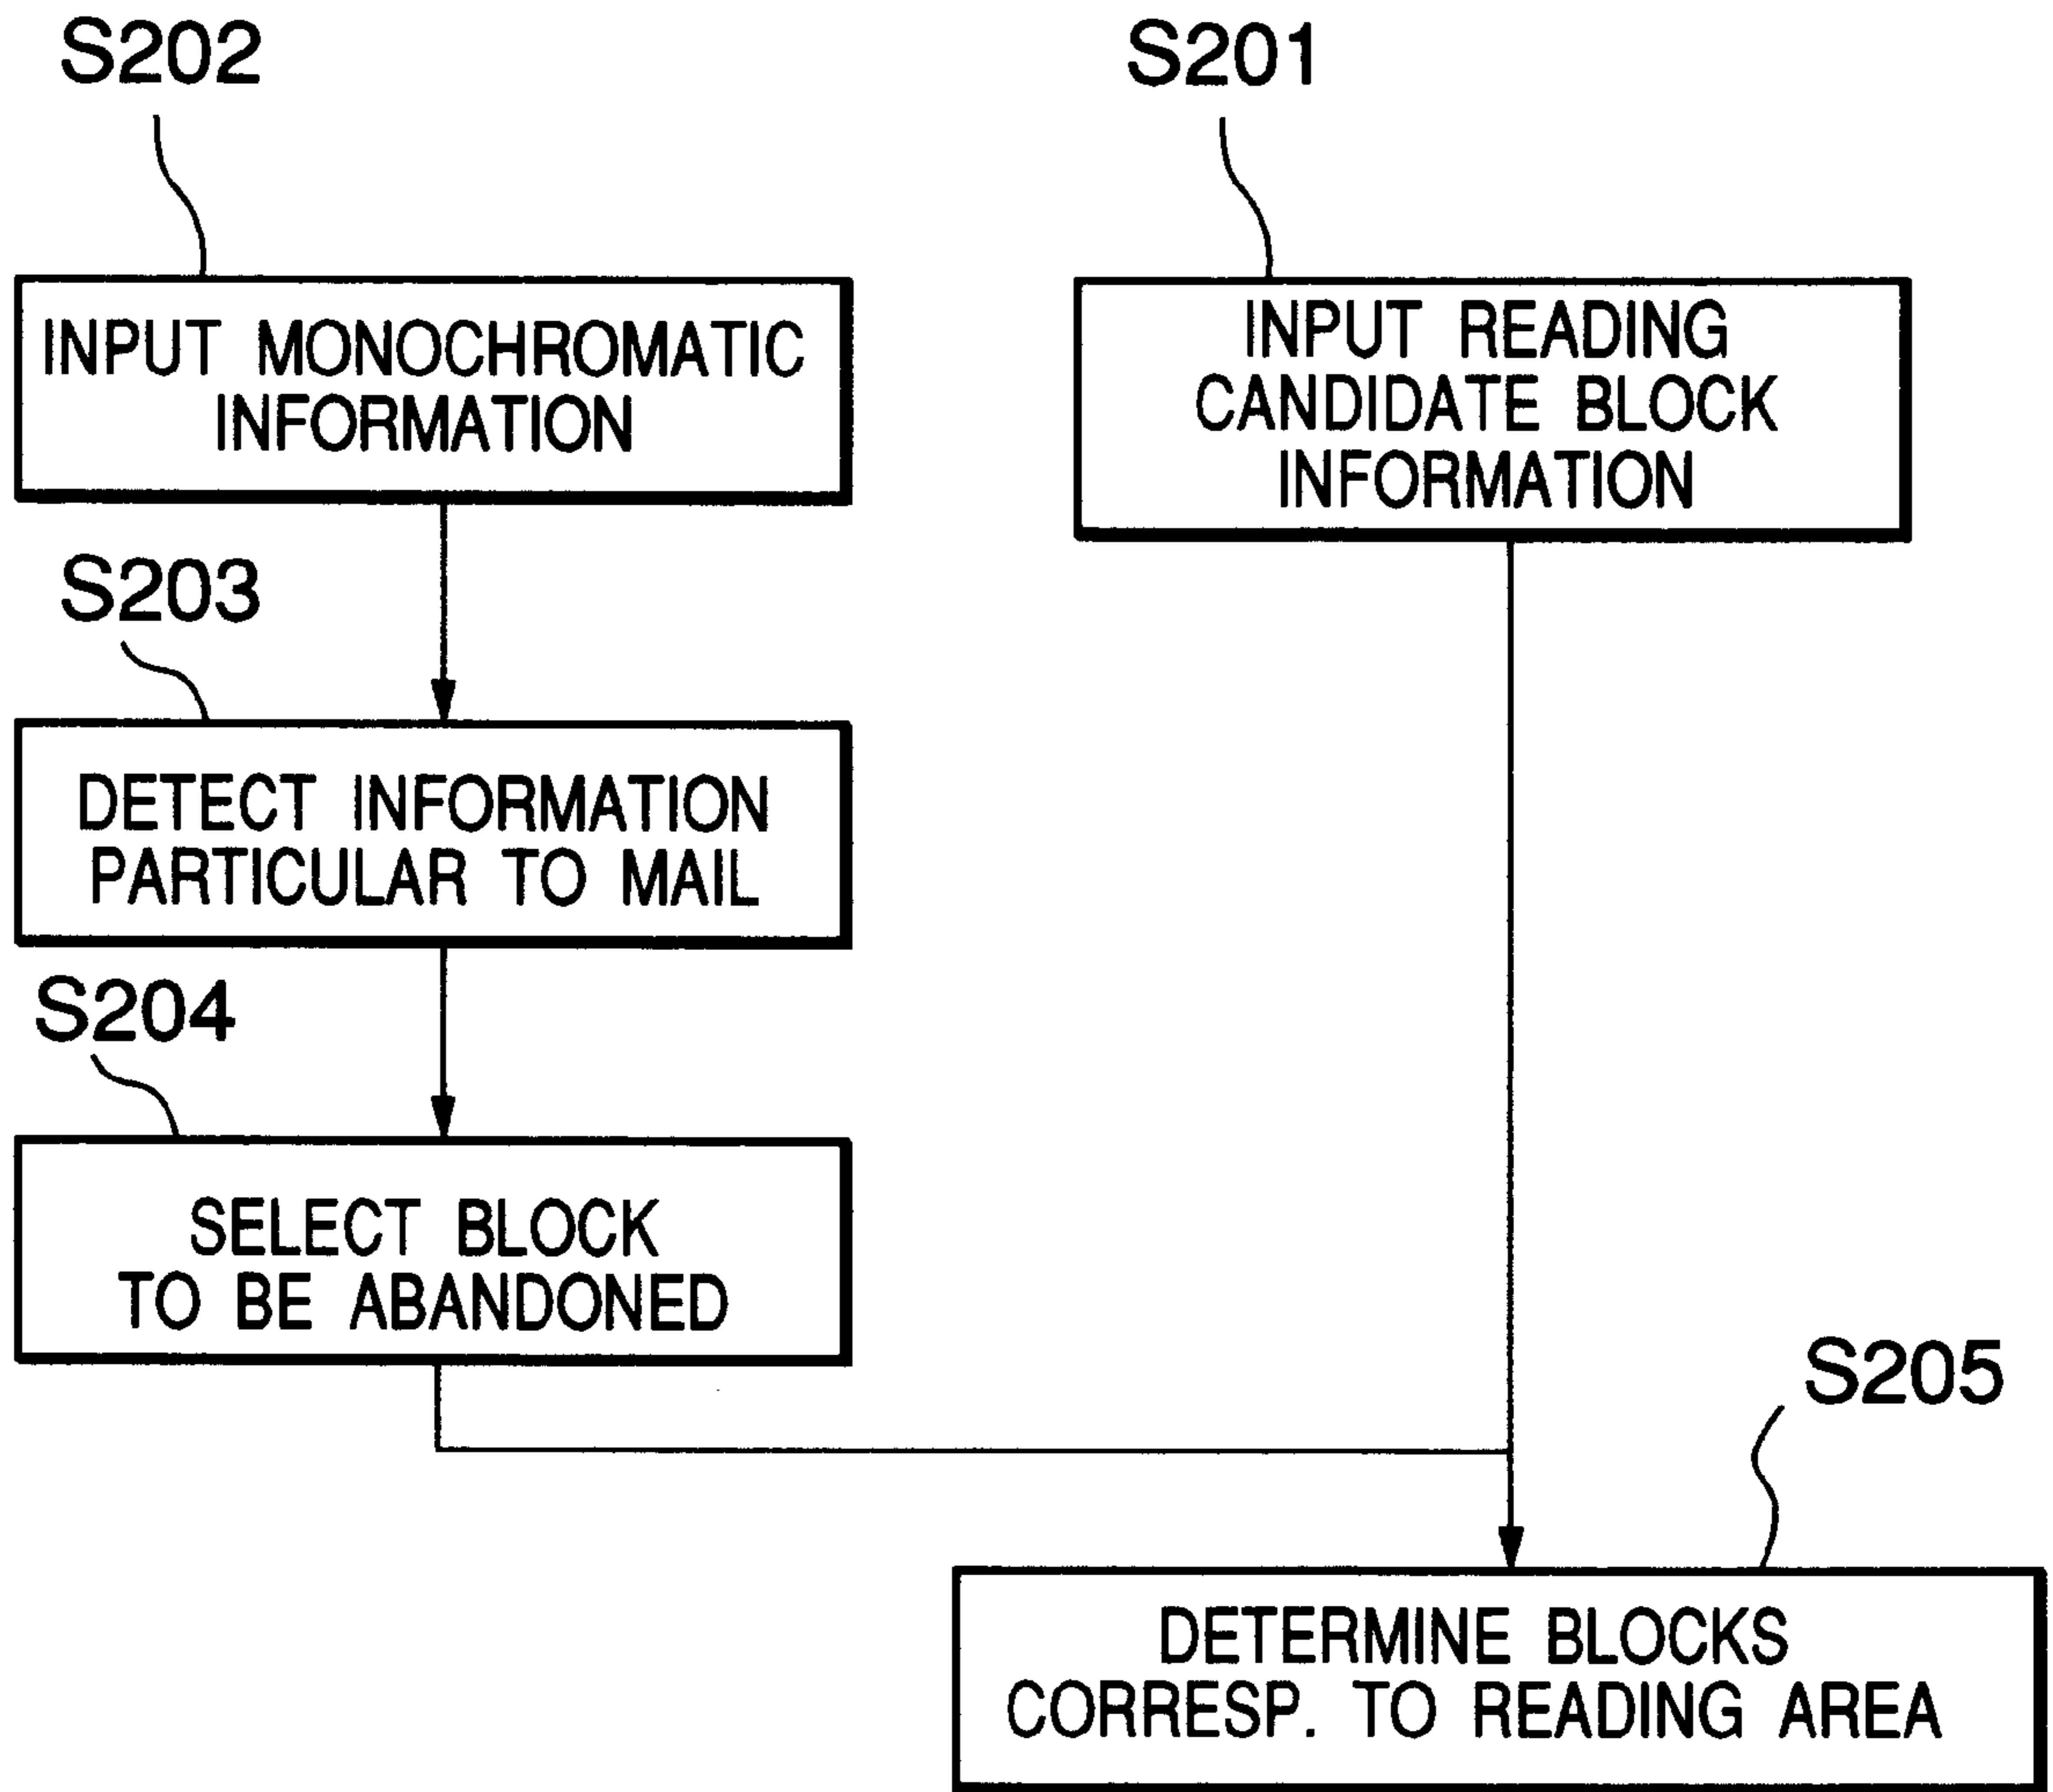 S202
S201
INPUT MONOCHROMATIC
INFORMATION
INPUT READING
CANDIDATE BLOCK
INFORMATION
S203
DETECT INFORMATION
PARTICULAR TO MAIL
S204
SELECT BLOCK
TO BE ABANDONED
S205
DETERMINE BLOCKS
CORRESP. TO READING AREA